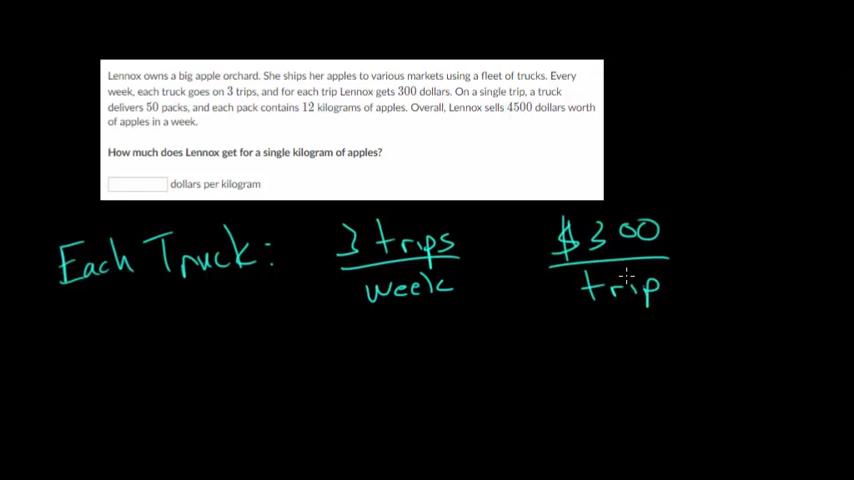 Lennox owns a big apple orchard. She ships her apples to various markets using a fleet of trucks. Every
week, each truck goes on 3 trips, and for each trip Lennox gets 300 dollars. On a single trip, a truck
delivers 50 packs, and each pack contains 12 kilograms of apples. Overall, Lennox sells 4500 dollars worth
of apples in a week.
How much does Lennox get for a single kilogram of apples?
dollars per kilogram
Each Truck: 3 trips $300
week trip